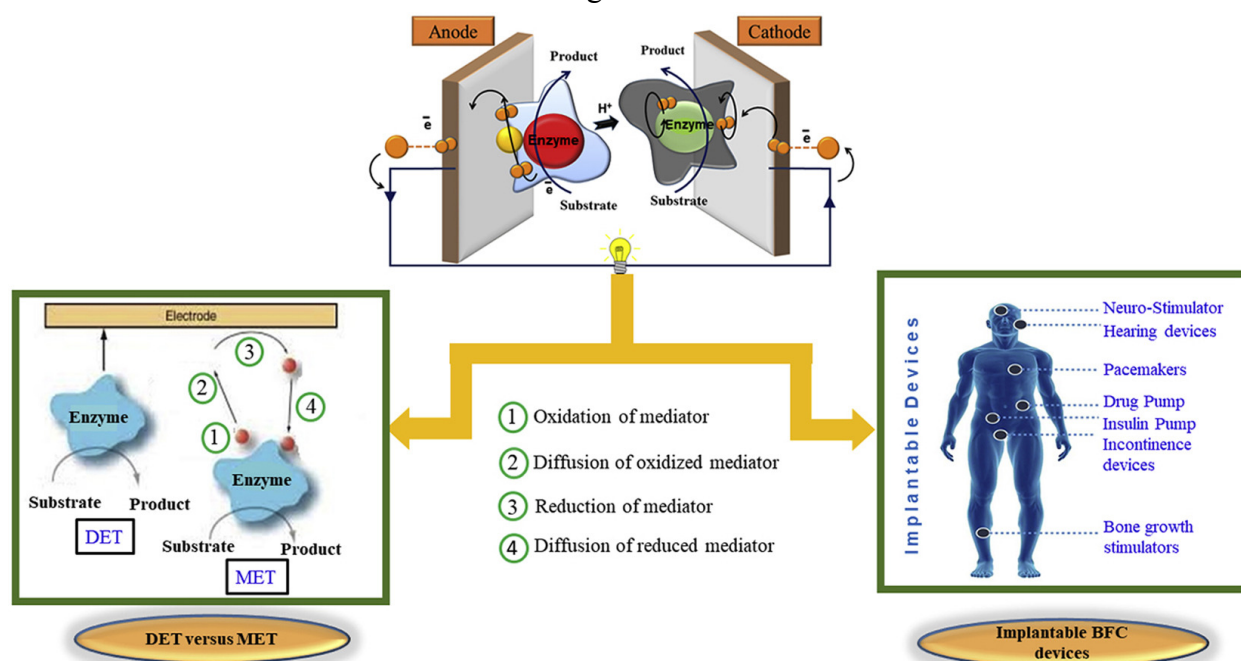 Anode
Cathode
Product
Product
H⁺
ē
Enzyme
Enzyme
ē
ē
Substrate
Substrate
Electrode
3
2
4
1
Enzyme
Enzyme
Substrate
Product
DET
Substrate
Product
MET
1 Oxidation of mediator
2 Diffusion of oxidized mediator
3 Reduction of mediator
4 Diffusion of reduced mediator
Implantable Devices
Neuro-Stimulator
Hearing devices
Pacemakers
Drug Pump
Insulin Pump
Incontinence
devices
Bone growth
stimulators
DET versus MET
Implantable BFC
devices